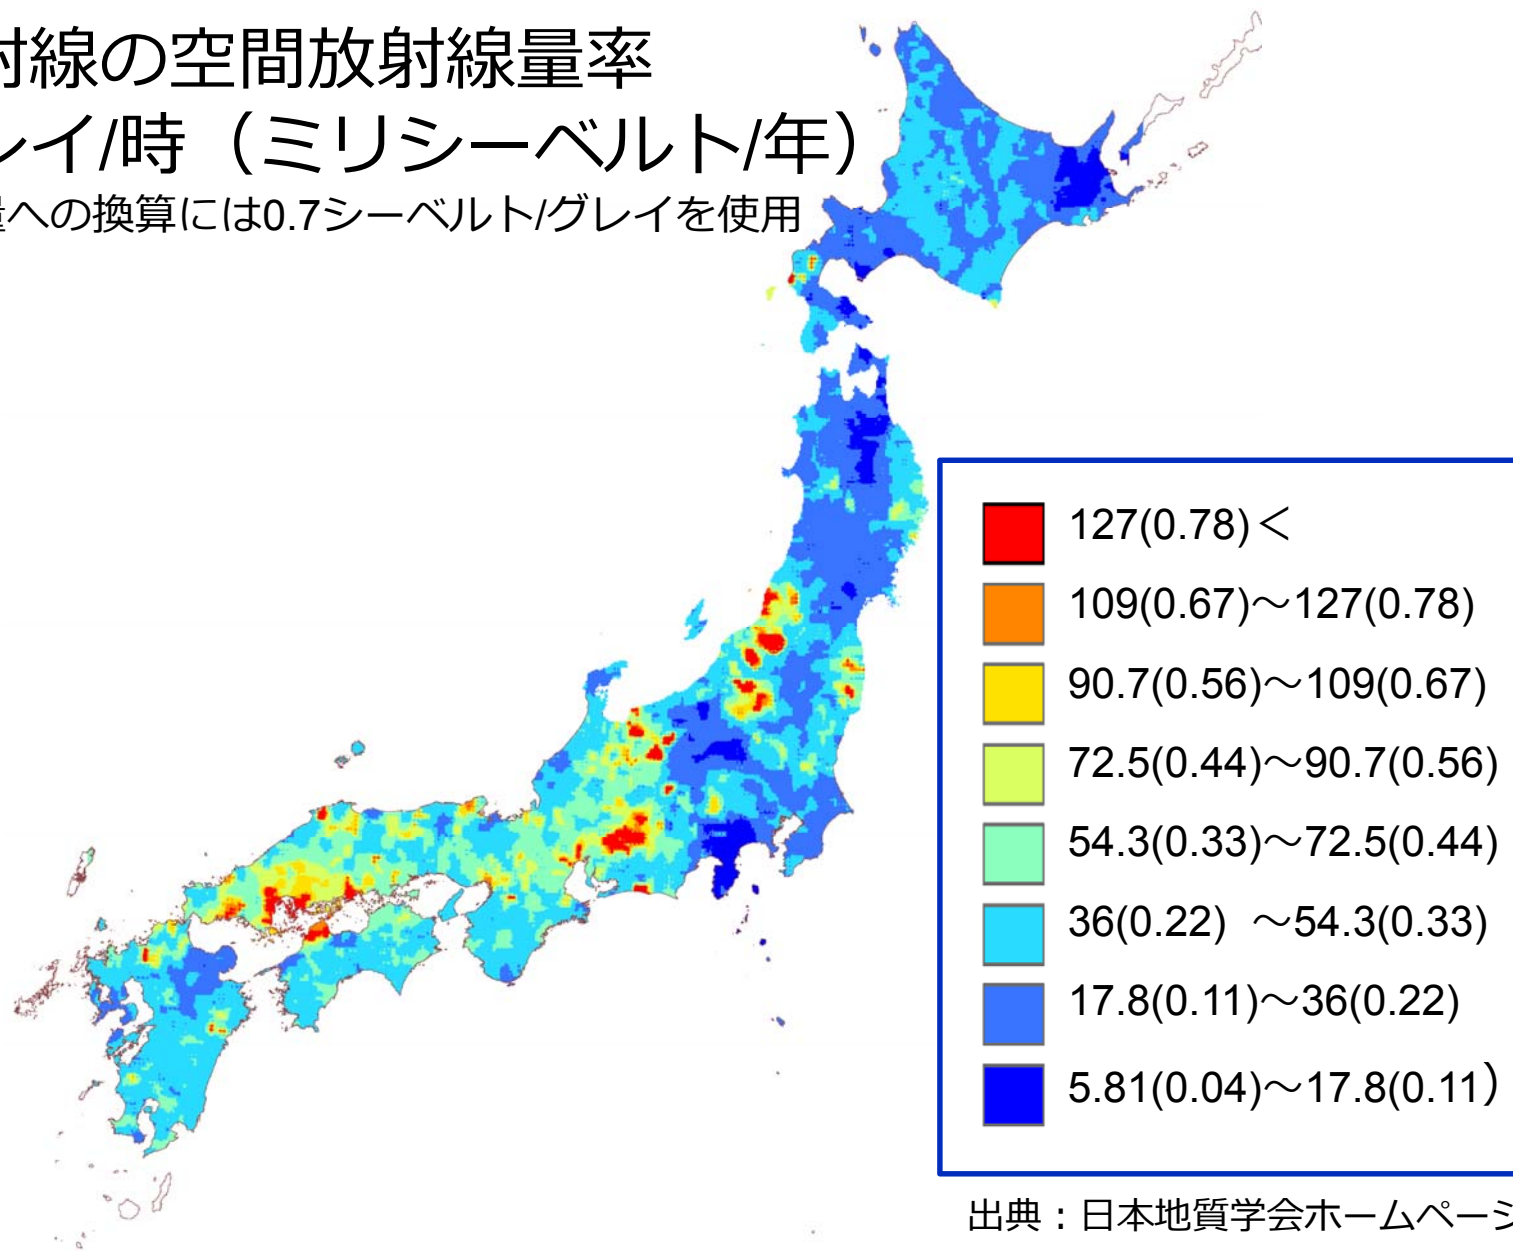 射線の空間放射線量率
レイ/時（ミリシーベルト/年）
量への換算には0.7シーベルト/グレイを使用
127(0.78)＜
109(0.67)～127(0.78)
90.7(0.56)～109(0.67)
72.5(0.44)～90.7(0.56)
54.3(0.33)～72.5(0.44)
36(0.22) ～54.3(0.33)
17.8(0.11)～36(0.22)
5.81(0.04)～17.8(0.11）
出典：日本地質学会ホームページ